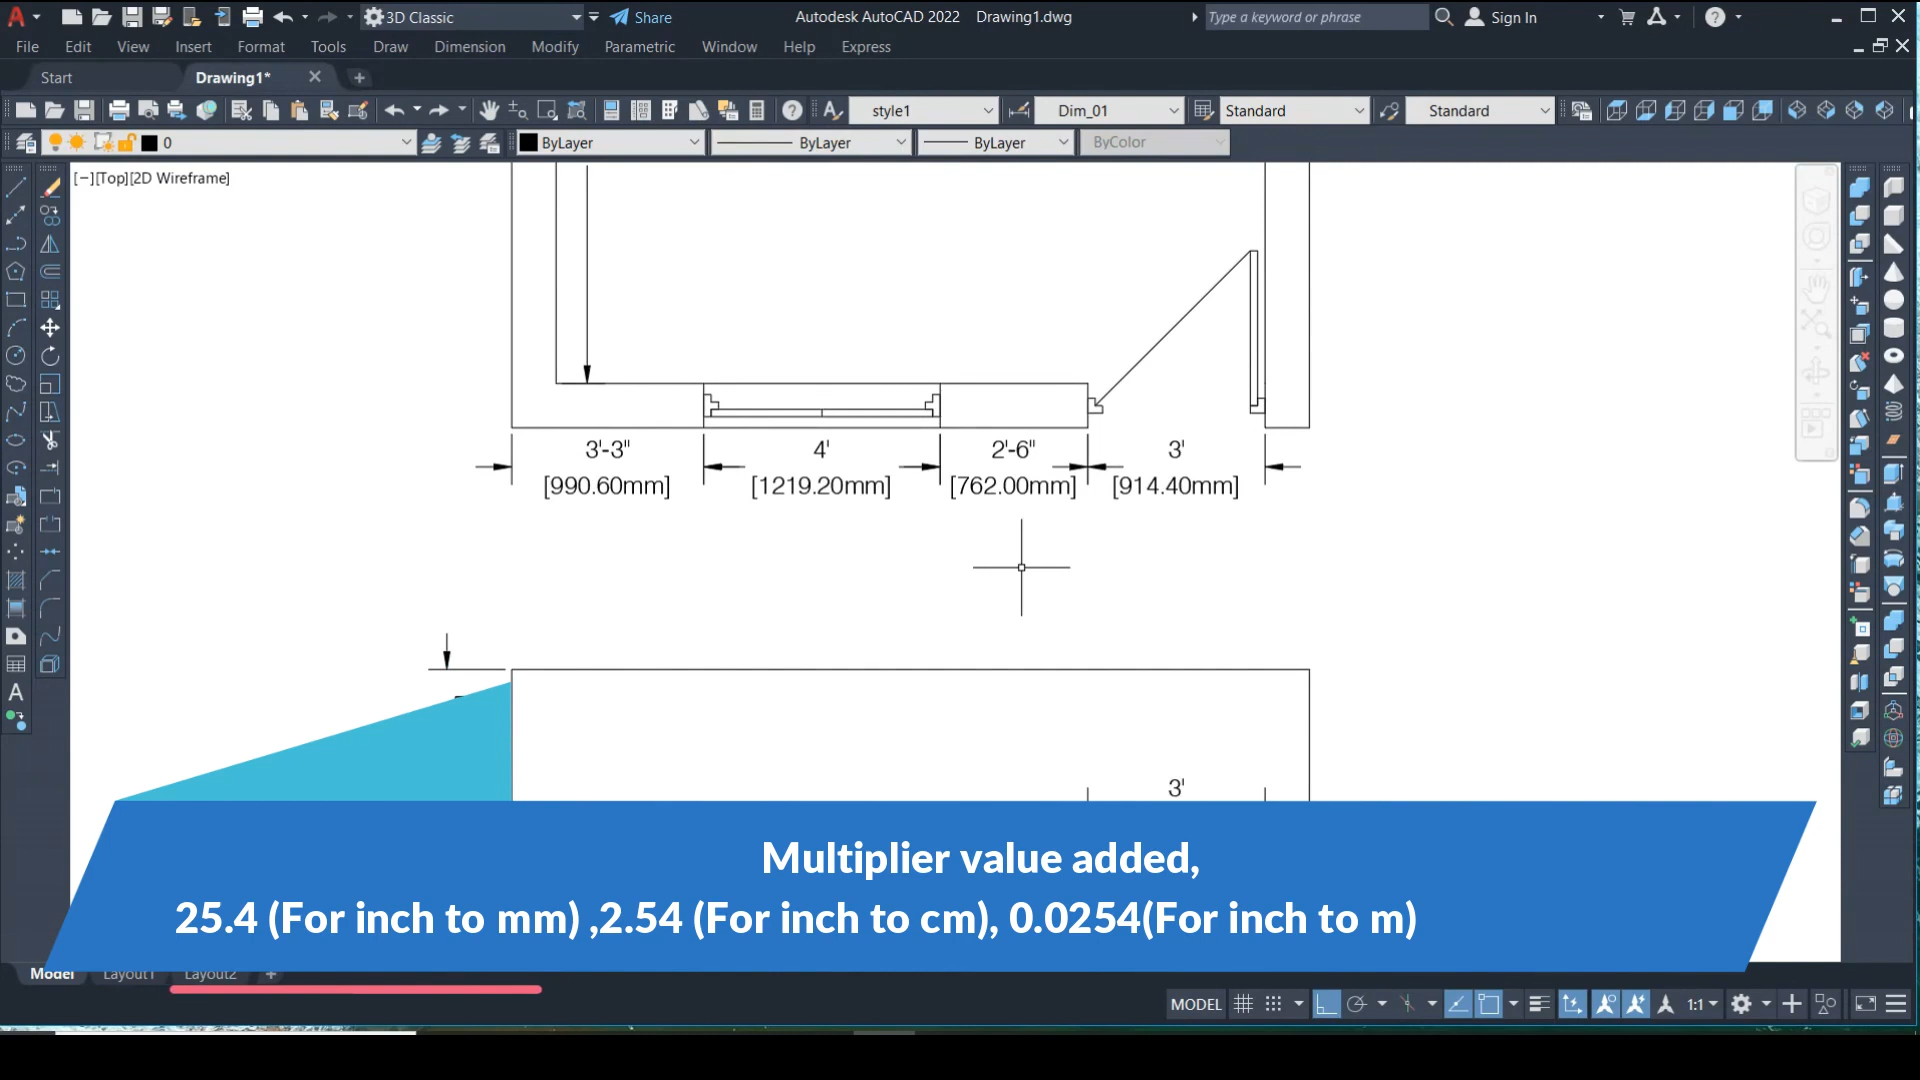 3D Classic
Share
Autodesk AutoCAD 2022 Drawing1.dwg
Type a keyword or phrase
Sign In
File Edit View Insert Format Tools Draw Dimension Modify Parametric Window Help Express
Start
Drawing1*
style1
Dim_01
Standard
Standard
0
ByLayer
ByLayer
ByLayer
ByColor
[−][Top][2D Wireframe]
3'-3" 4' 2'-6" 3'
[990.60mm] [1219.20mm] [762.00mm] [914.40mm]
3'
Multiplier value added,
25.4 (For inch to mm) ,2.54 (For inch to cm), 0.0254(For inch to m)
Model Layout1 Layout2
MODEL
1:1